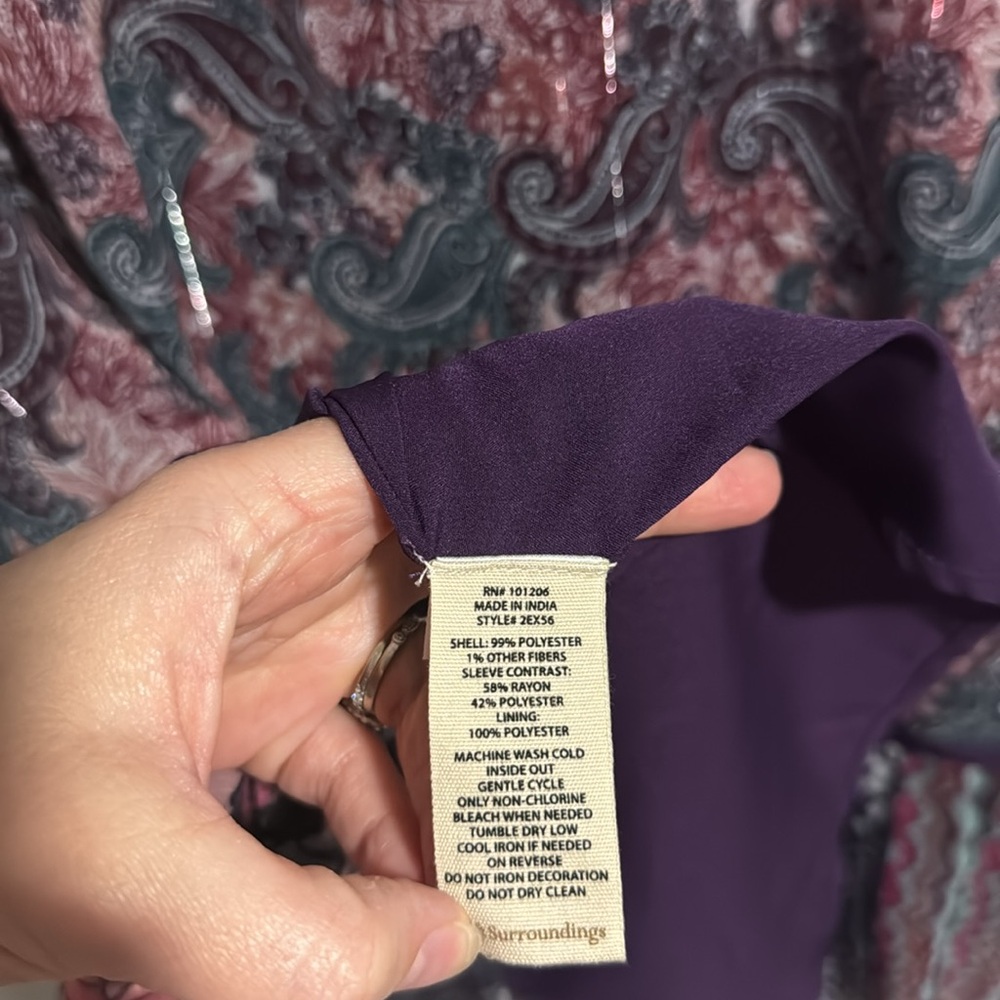 RN# 101206
MADE IN INDIA
STYLE# 2EX56
SHELL: 99% POLYESTER
1% OTHER FIBERS
SLEEVE CONTRAST:
58% RAYON
42% POLYESTER
LINING:
100% POLYESTER
MACHINE WASH COLD
INSIDE OUT
GENTLE CYCLE
ONLY NON-CHLORINE
BLEACH WHEN NEEDED
TUMBLE DRY LOW
COOL IRON IF NEEDED
ON REVERSE
DO NOT IRON DECORATION
DO NOT DRY CLEAN
Surroundings